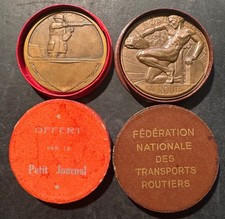 OFFERT
PAR LE
Petit Journal
FÉDÉRATION
NATIONALE
DES
TRANSPORTS
ROUTIERS